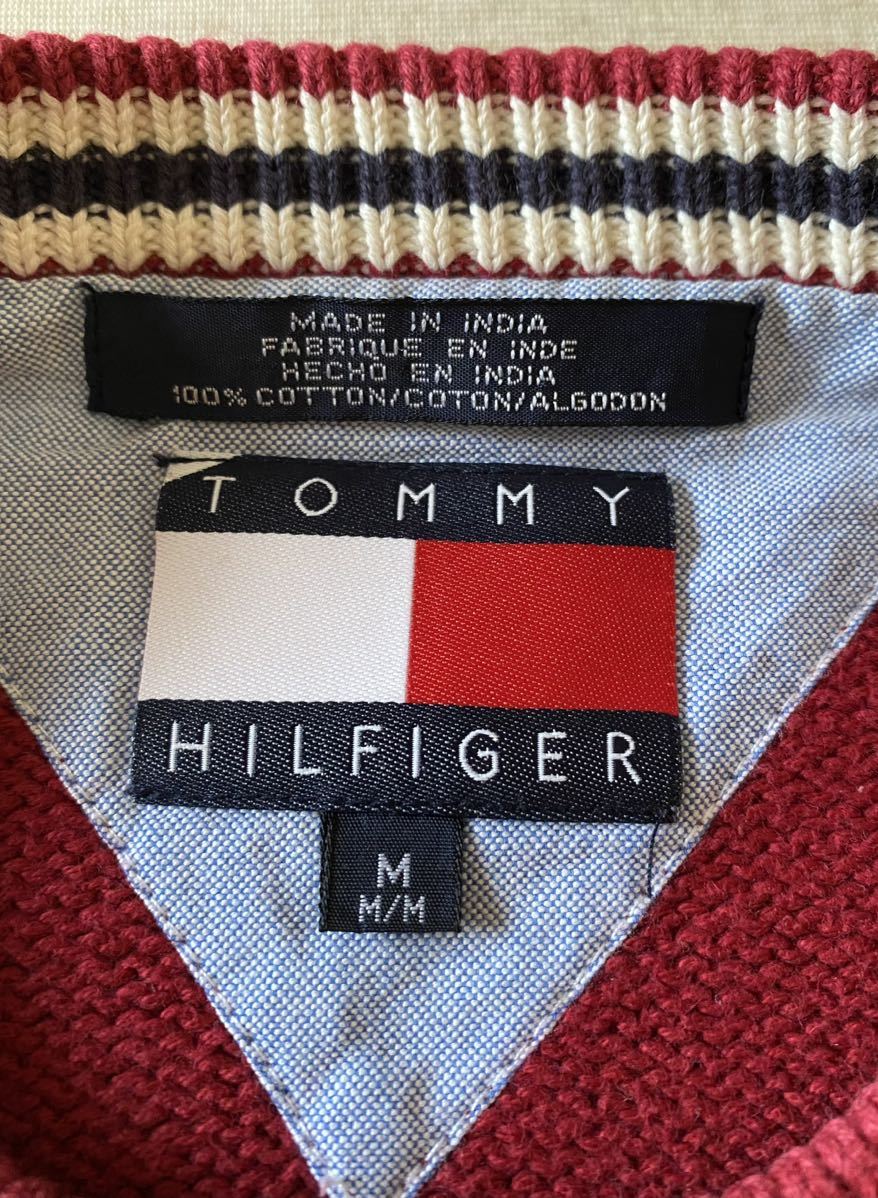 MADE IN INDIA
FABRIQUE EN INDE
HECHO EN INDIA
100% COTTON/COTON/ALGODON
TOMMY
HILFIGER
M
M/M